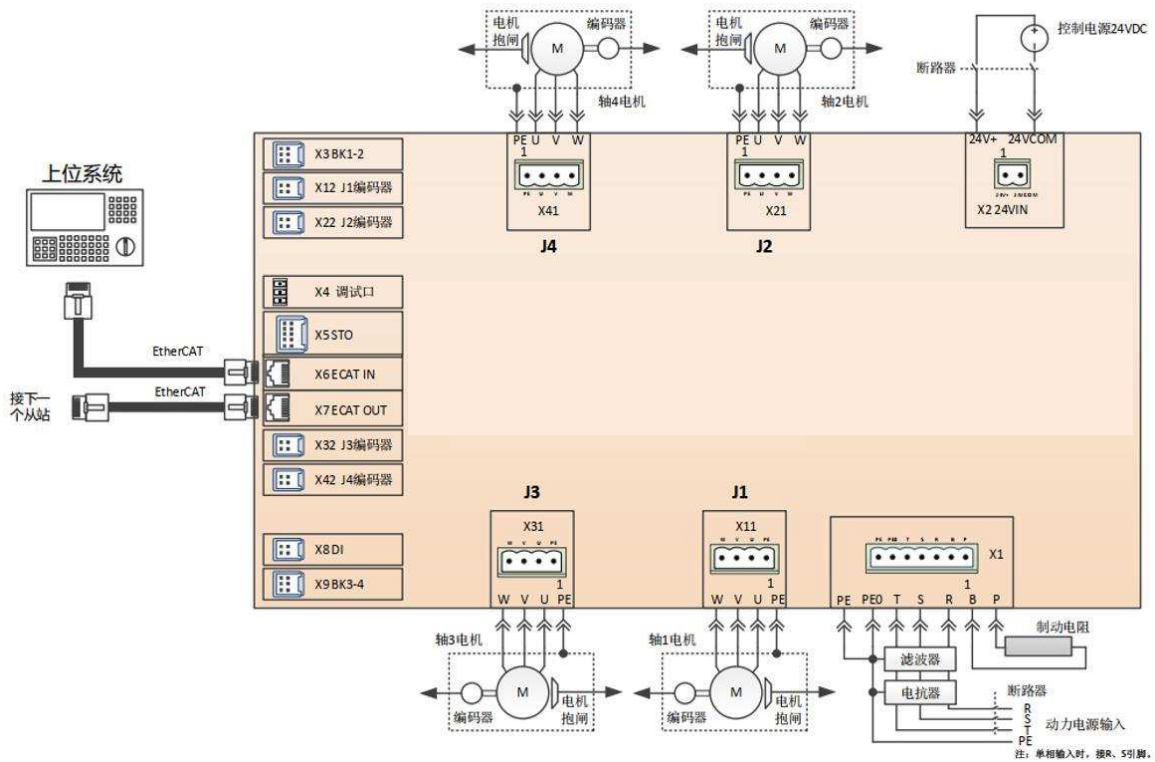 电机
抱闸
M
编码器
轴4电机
电机
抱闸
M
编码器
轴2电机
控制电源24VDC
断路器
PE U V W
1
PE U V W
X41
J4
PE U V W
1
PE U V W
X21
J2
24V+ 24VCOM
1
24V+ 24VCOM
X2 24VIN
上位系统
X3 BK1-2
X12 J1编码器
X22 J2编码器
X4 调试口
X5 STO
X6 ECAT IN
X7 ECAT OUT
X32 J3编码器
X42 J4编码器
X8 DI
X9 BK3-4
EtherCAT
EtherCAT
接下一
个从站
J3
X31
W V U PE
1
W V U PE
轴3电机
M
编码器
电机
抱闸
J1
X11
W V U PE
1
W V U PE
轴1电机
M
编码器
电机
抱闸
PE PE0 T S R B P
X1
1
PE PE0 T S R B P
制动电阻
滤波器
电抗器
断路器
R
S
T
PE
动力电源输入
注：单相输入时，接R、S引脚。